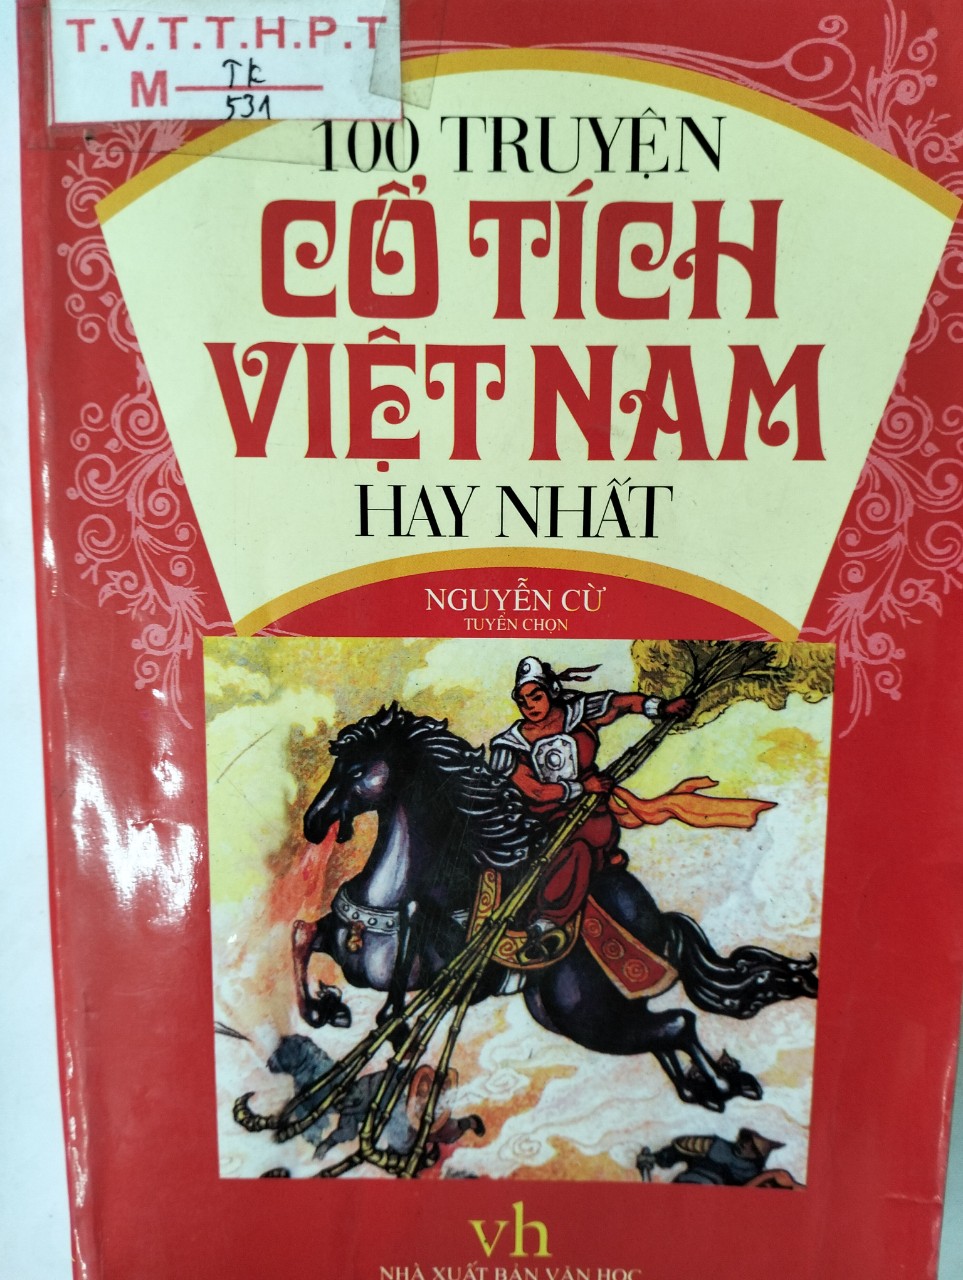 T.V.T.T.H.P.T
M TK
531
100 TRUYỆN
CỔ TÍCH
VIỆT NAM
HAY NHẤT
NGUYỄN CỪ
TUYỂN CHỌN
vh
NHÀ XUẤT BẢN VĂN HỌC